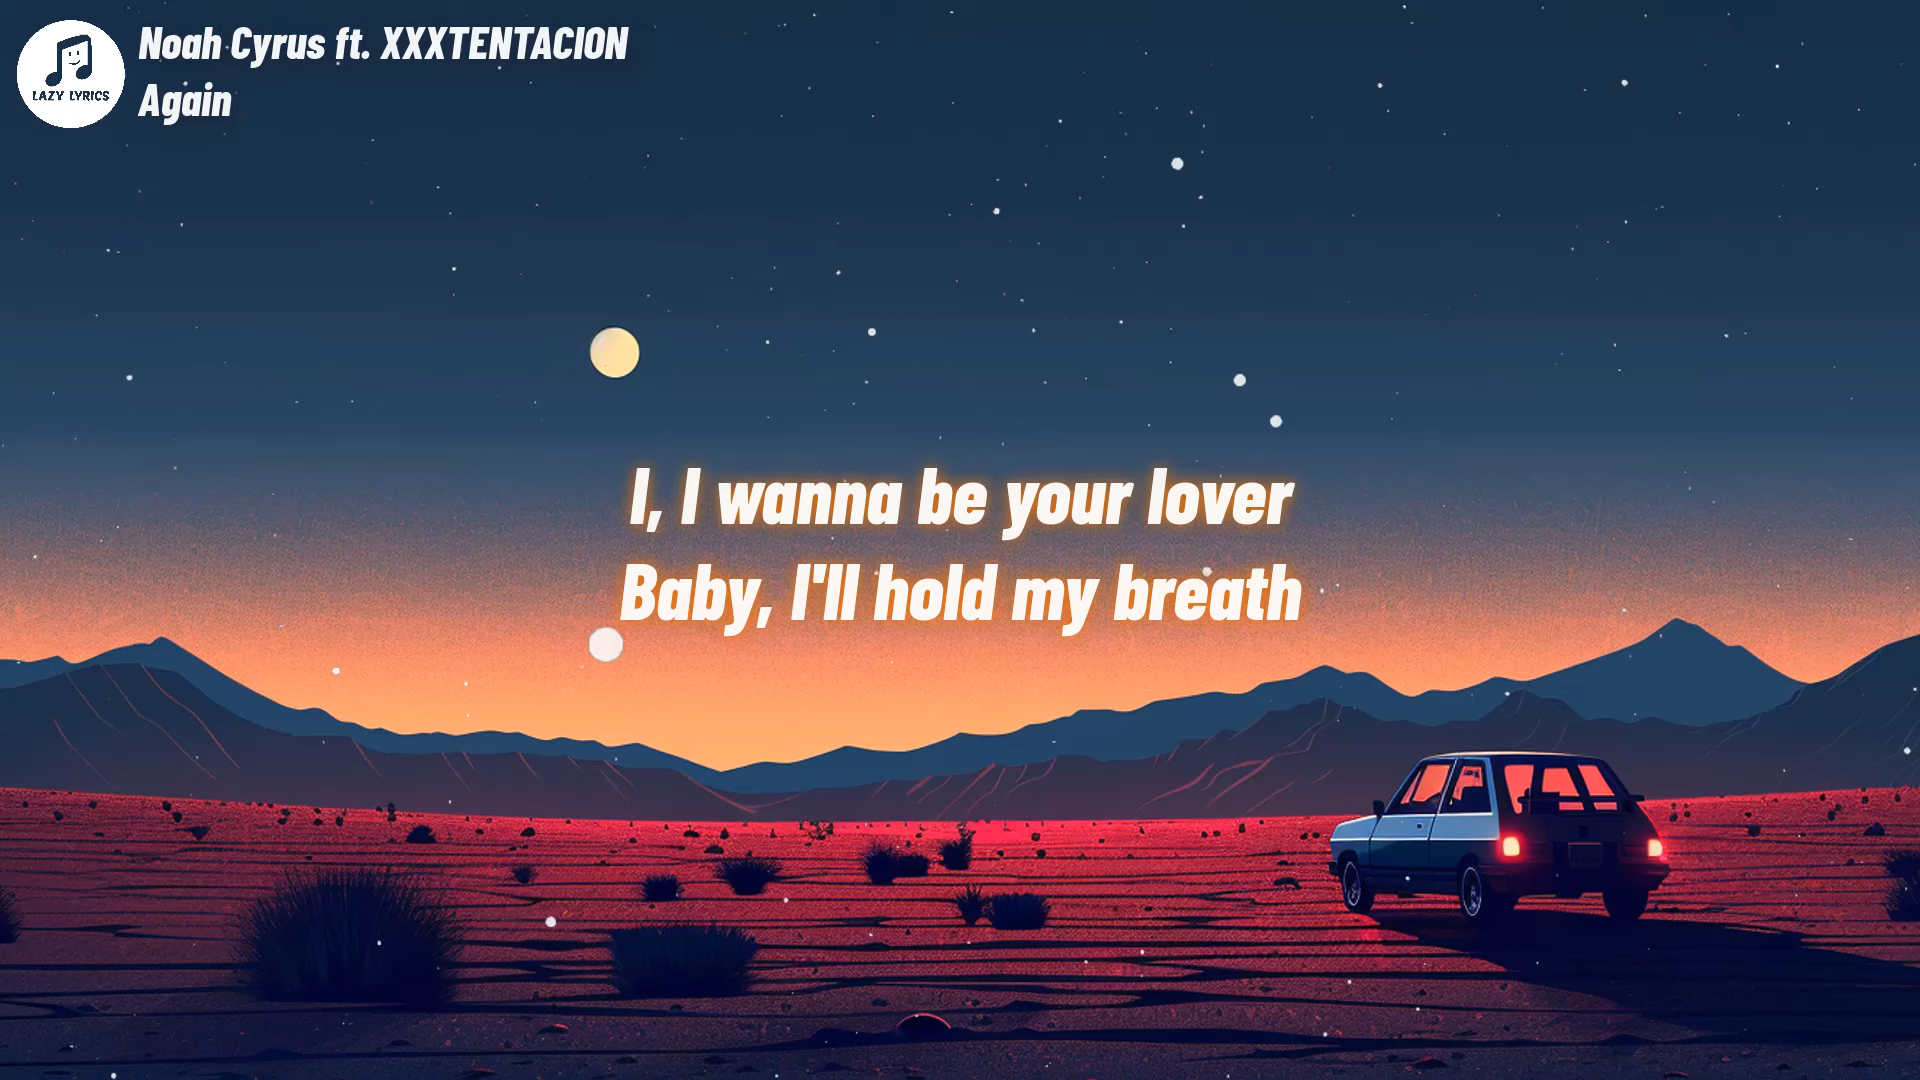 Noah Cyrus ft. XXXTENTACION
Again
LAZY LYRICS
I, I wanna be your lover
Baby, I'll hold my breath